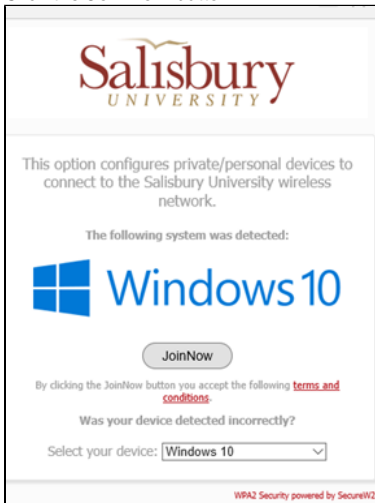 Salisbury
UNIVERSITY
This option configures private/personal devices to
connect to the Salisbury University wireless
network.
The following system was detected:
Windows 10
JoinNow
By clicking the JoinNow button you accept the following terms and
conditions.
Was your device detected incorrectly?
Select your device: Windows 10
WPA2 Security powered by SecureW2